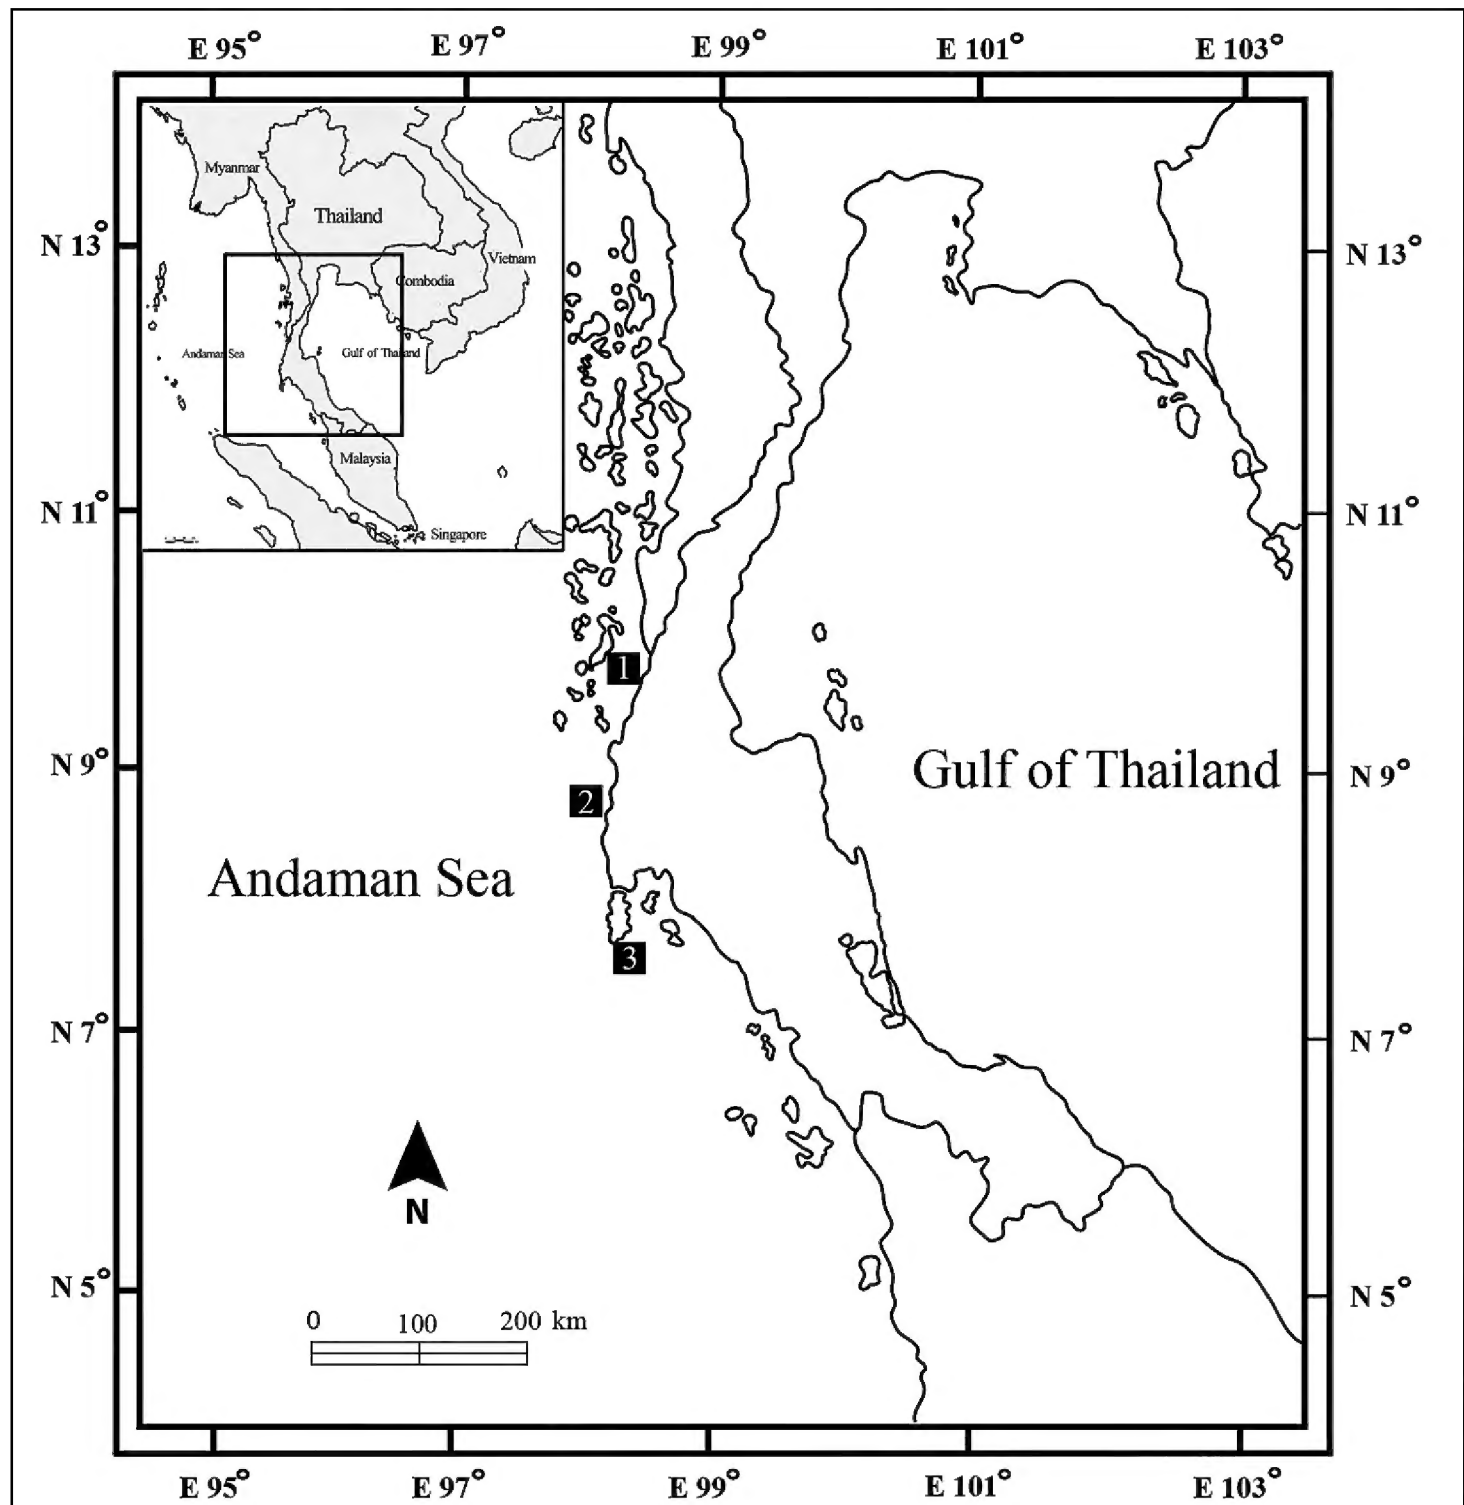 E 95° E 97° E 99° E 101° E 103°
Myanmar
Thailand
Vietnam
Combodia
Andaman Sea
Gulf of Thailand
Malaysia
Singapore
N 13° N 13°
N 11° N 11°
1
N 9° N 9°
Gulf of Thailand
2
Andaman Sea
3
N 7° N 7°
N
N 5° N 5°
0 100 200 km
E 95° E 97° E 99° E 101° E 103°